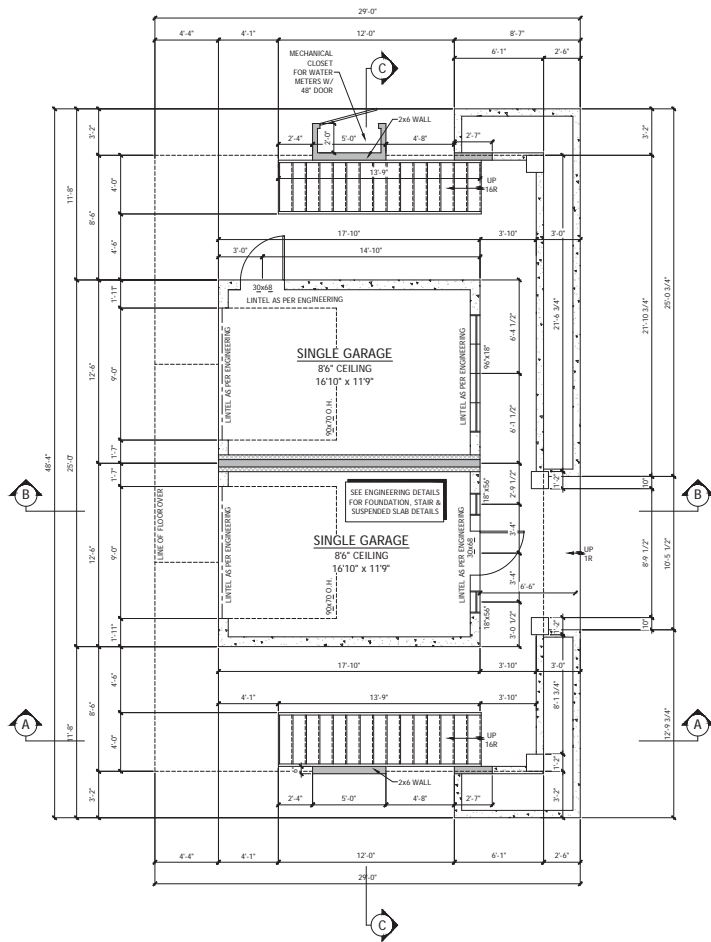 29'-0"
4'-4" 4'-1" 12'-0" 8'-7"
6'-1" 2'-6"
MECHANICAL
CLOSET
FOR WATER
METERS W/
48" DOOR
C
2x6 WALL
3'-2" 3'-2"
2'-4" 5'-0" 4'-8" 2'-7"
2'-0"
13'-9"
UP
16R
4'-0"
11'-8"
8'-6"
4'-6"
17'-10" 3'-10" 3'-0"
3'-0" 14'-10"
30x68
LINTEL AS PER ENGINEERING
1'-11"
25'-0 3/4"
21'-10 3/4"
21'-6 3/4"
6'-4 1/2"
LINTEL AS PER ENGINEERING
SINGLE GARAGE
8'6" CEILING
16'10" x 11'9"
LINTEL AS PER ENGINEERING
96"x18"
12'-6"
9'-0"
90x70 O.H.
6'-1 1/2"
48'-4"
25'-0"
1'-7"
1'-7"
B B
LINE OF FLOOR OVER
SEE ENGINEERING DETAILS
FOR FOUNDATION, STAIR &
SUSPENDED SLAB DETAILS
18"x56"
2'-9 1/2"
1'-2"
10"
LINTEL AS PER ENGINEERING
SINGLE GARAGE
8'6" CEILING
16'10" x 11'9"
LINTEL AS PER ENGINEERING
30x68
3'-4"
3'-4"
UP
1R
8'-9 1/2"
10'-5 1/2"
12'-6"
9'-0"
90x70 O.H.
6'-6"
18"x56"
3'-0 1/2"
1'-2"
10"
1'-11"
4'-6"
17'-10" 3'-10" 3'-0"
4'-1" 13'-9" 3'-10"
8'-6"
11'-8"
4'-0"
8'-1 3/4"
12'-9 3/4"
A A
UP
16R
1'-2"
2x6 WALL
3'-2" 3'-2"
2'-4" 5'-0" 4'-8" 2'-7"
4'-4" 4'-1" 12'-0" 6'-1" 2'-6"
29'-0"
C